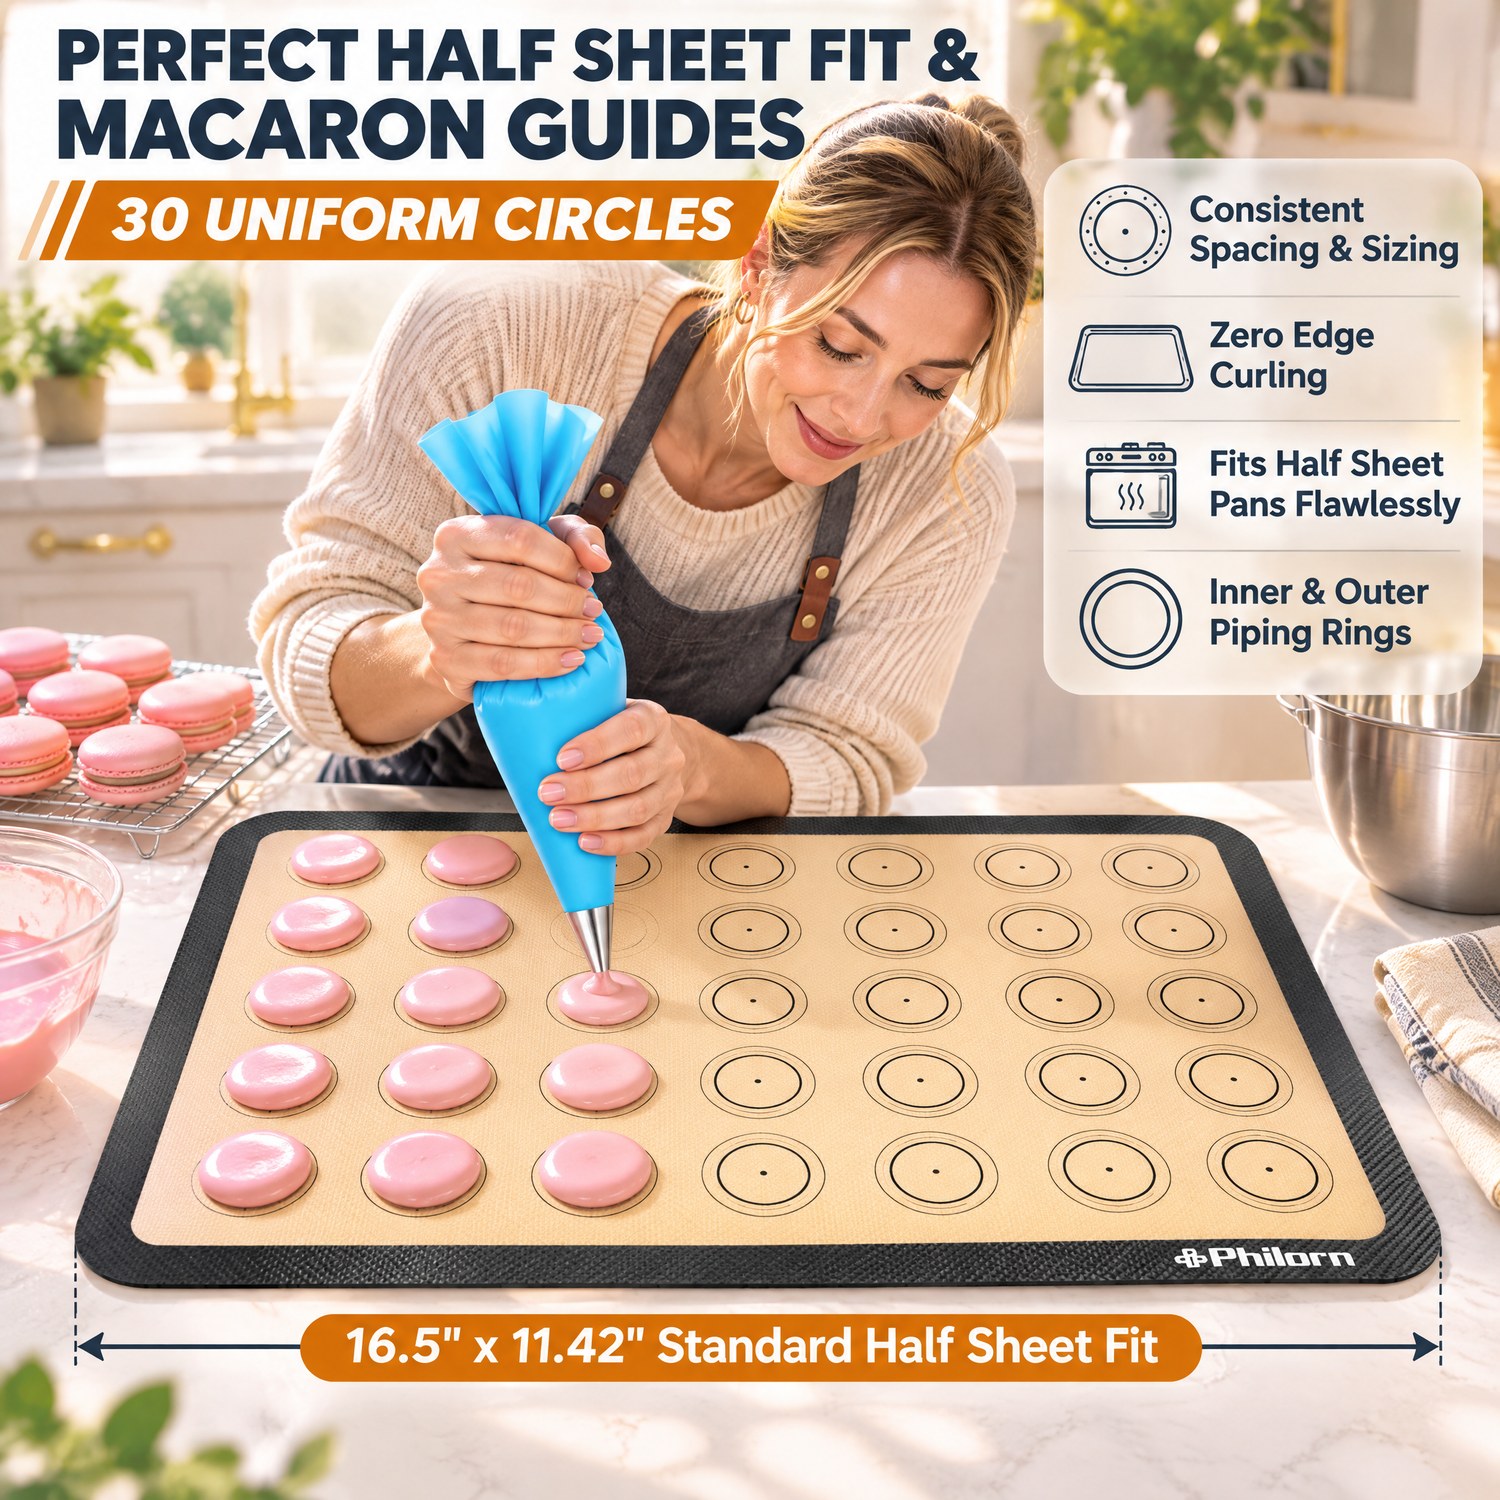 PERFECT HALF SHEET FIT &
MACARON GUIDES
30 UNIFORM CIRCLES
Consistent
Spacing & Sizing
Zero Edge
Curling
Fits Half Sheet
Pans Flawlessly
Inner & Outer
Piping Rings
Philorn
16.5" x 11.42" Standard Half Sheet Fit